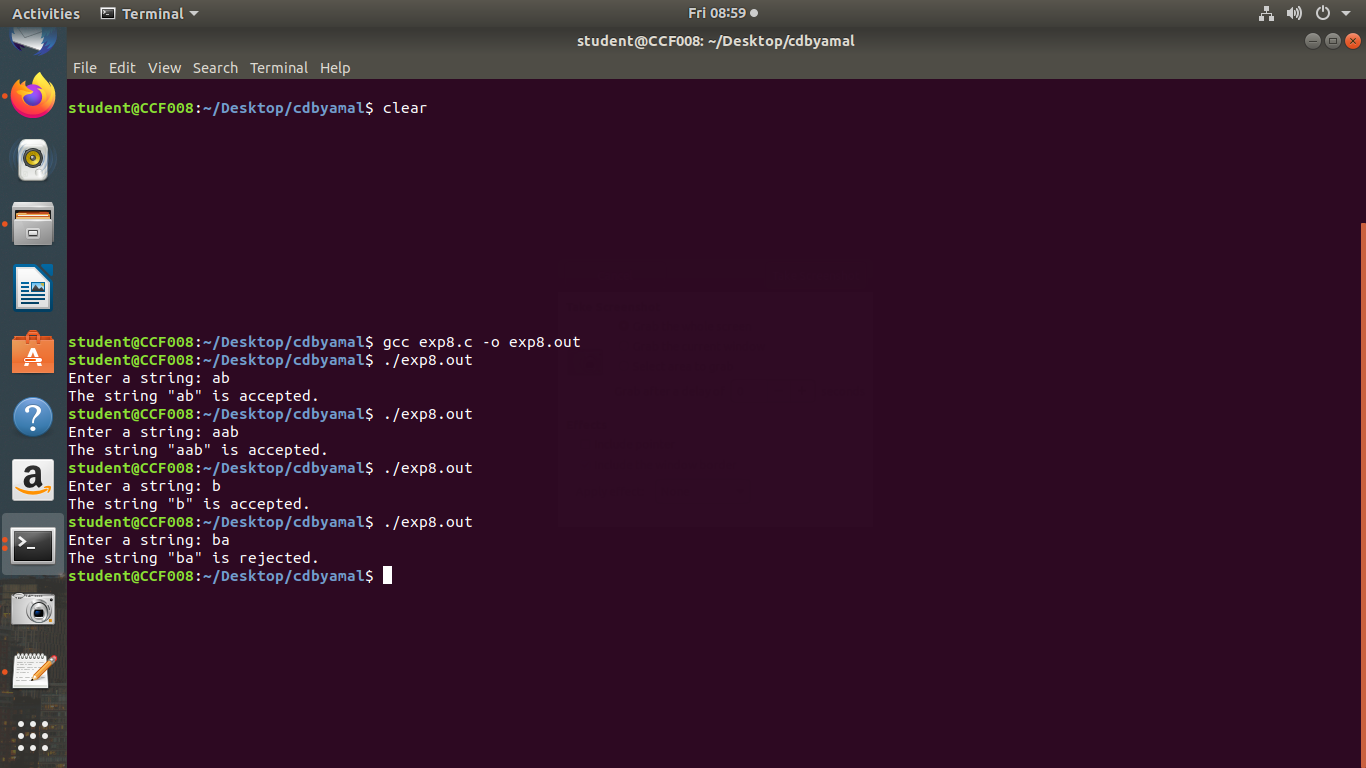 Activities Terminal Fri 08:59
student@CCF008: ~/Desktop/cdbyamal
File Edit View Search Terminal Help
student@CCF008:~/Desktop/cdbyamal$ clear
student@CCF008:~/Desktop/cdbyamal$ gcc exp8.c -o exp8.out
student@CCF008:~/Desktop/cdbyamal$ ./exp8.out
Enter a string: ab
The string "ab" is accepted.
student@CCF008:~/Desktop/cdbyamal$ ./exp8.out
Enter a string: aab
The string "aab" is accepted.
student@CCF008:~/Desktop/cdbyamal$ ./exp8.out
Enter a string: b
The string "b" is accepted.
student@CCF008:~/Desktop/cdbyamal$ ./exp8.out
Enter a string: ba
The string "ba" is rejected.
student@CCF008:~/Desktop/cdbyamal$